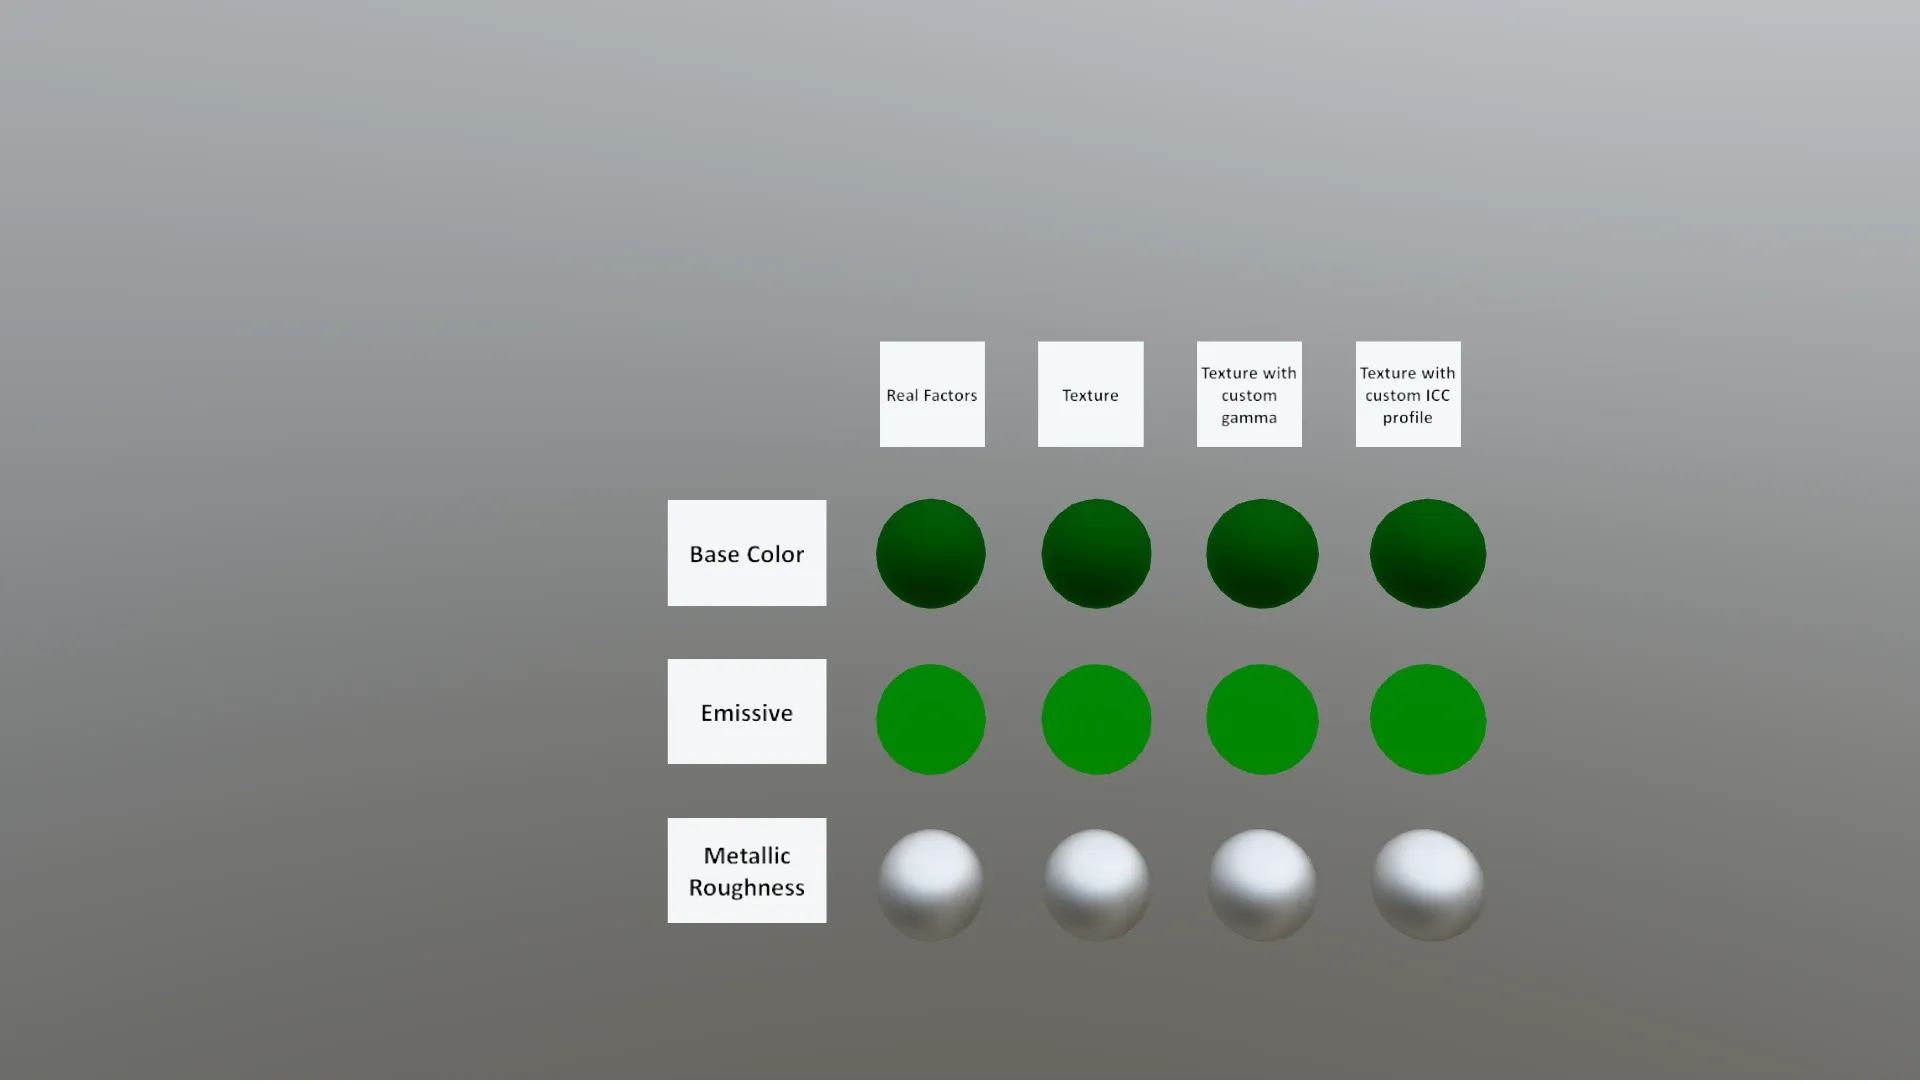 Real Factors
Texture
Texture with
custom
gamma
Texture with
custom ICC
profile
Base Color
Emissive
Metallic
Roughness